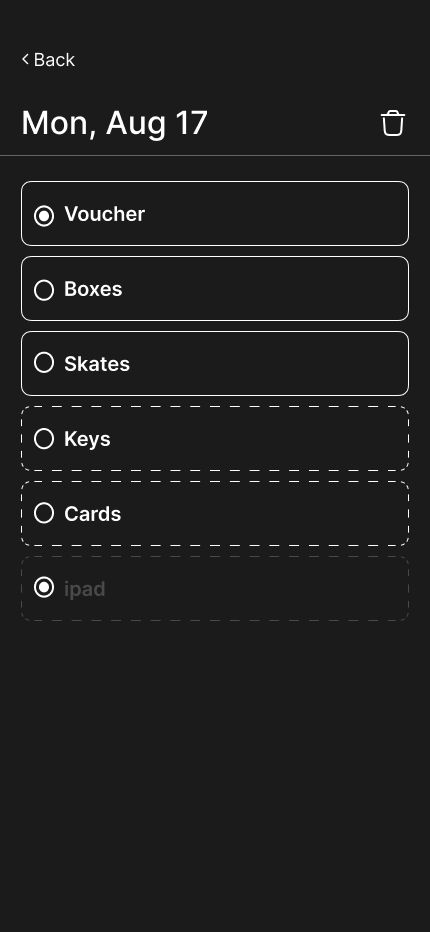 Back
Mon, Aug 17
Voucher
Boxes
Skates
Keys
Cards
ipad